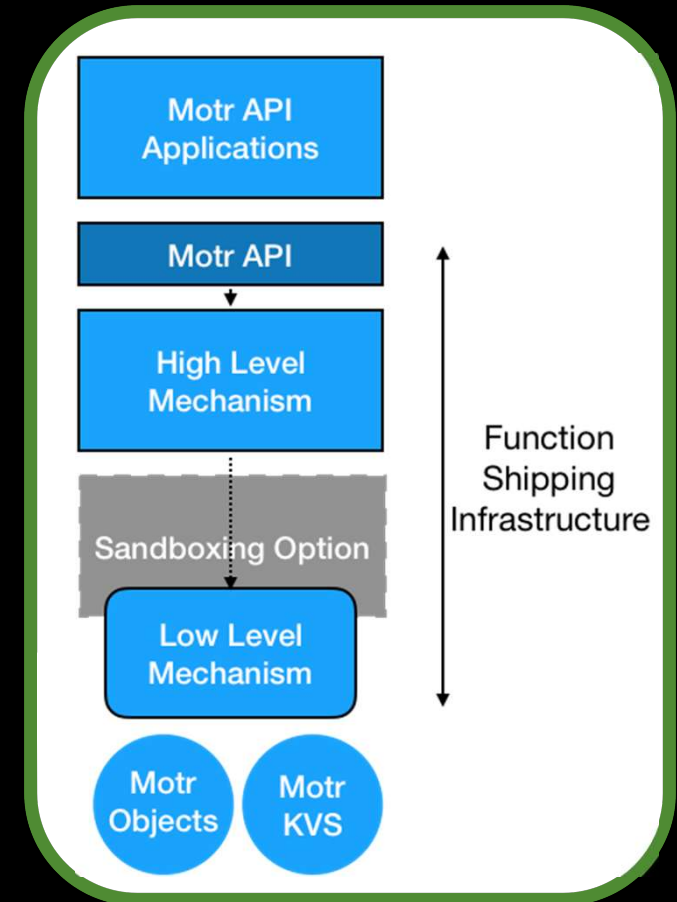 Motr API
Applications
Motr API
High Level
Mechanism
Function
Shipping
Infrastructure
Sandboxing Option
Low Level
Mechanism
Motr
Objects
Motr
KVS